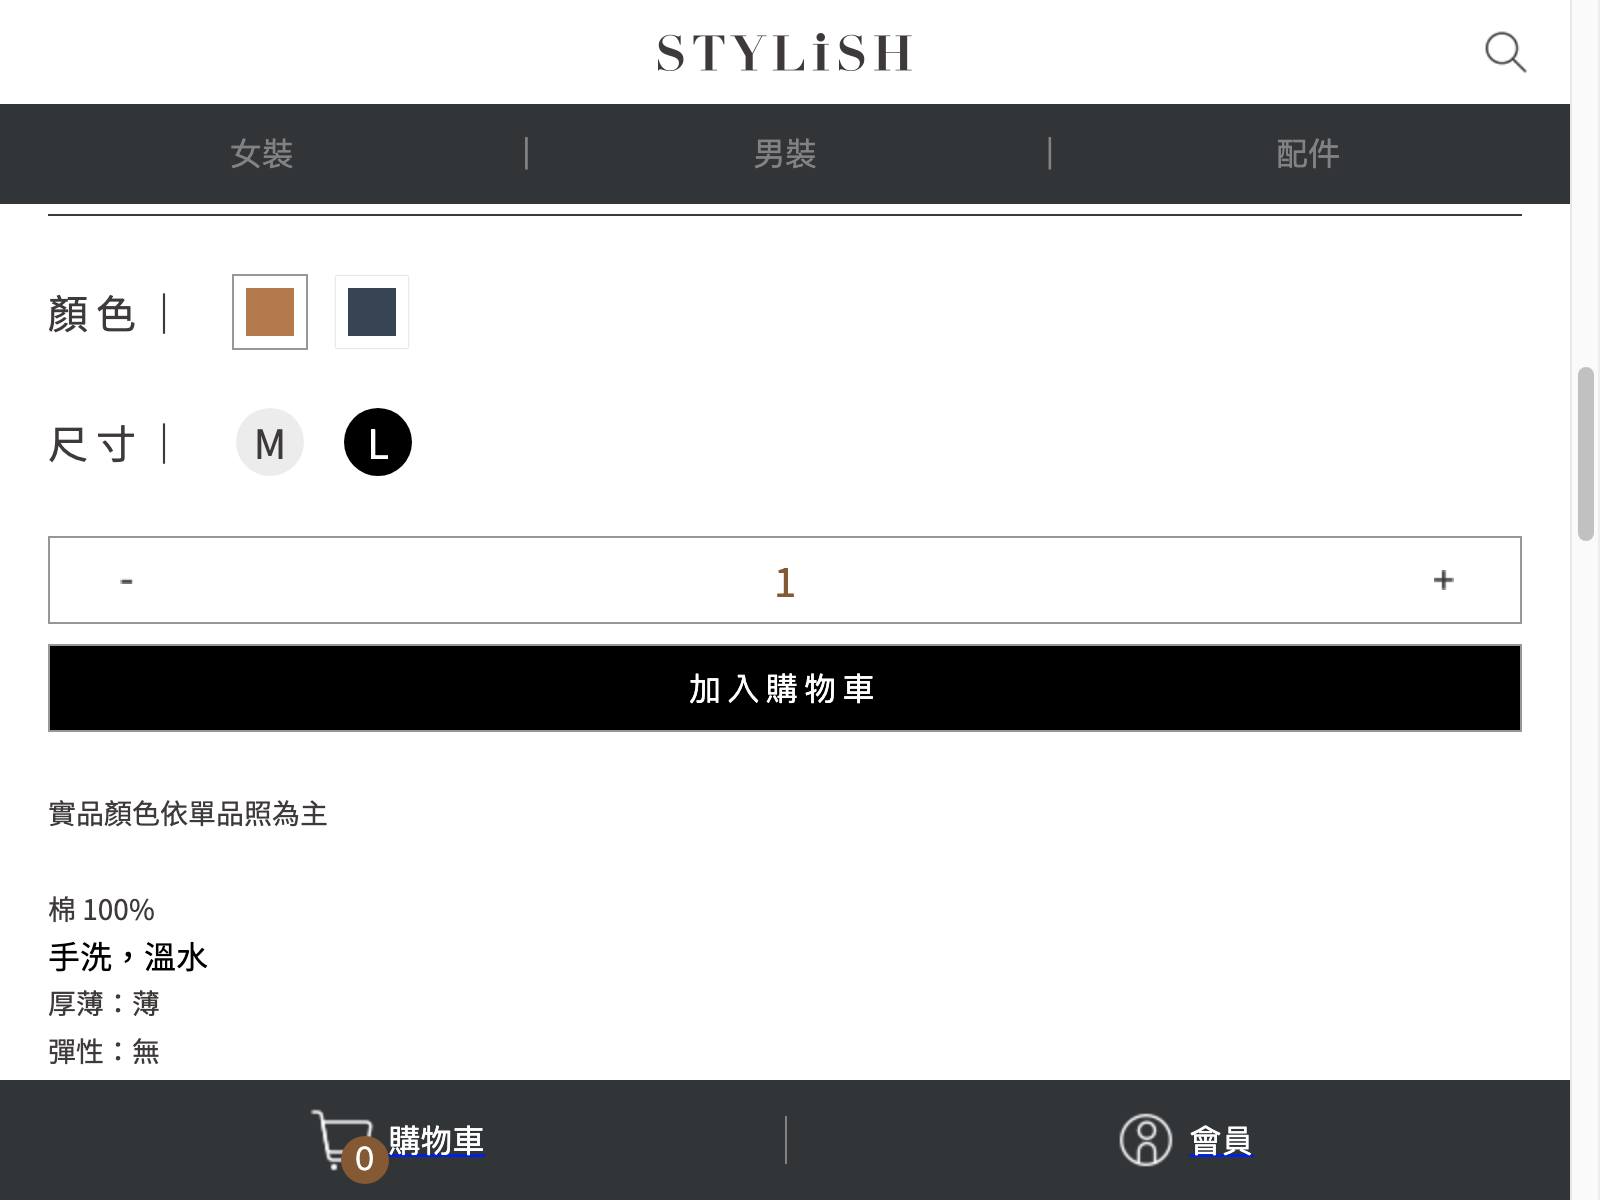 STYLiSH
女裝 | 男裝 | 配件
顏色 |
尺寸 | M L
- 1 +
加入購物車
實品顏色依單品照為主
棉 100%
手洗，溫水
厚薄：薄
彈性：無
0 購物車 | 會員